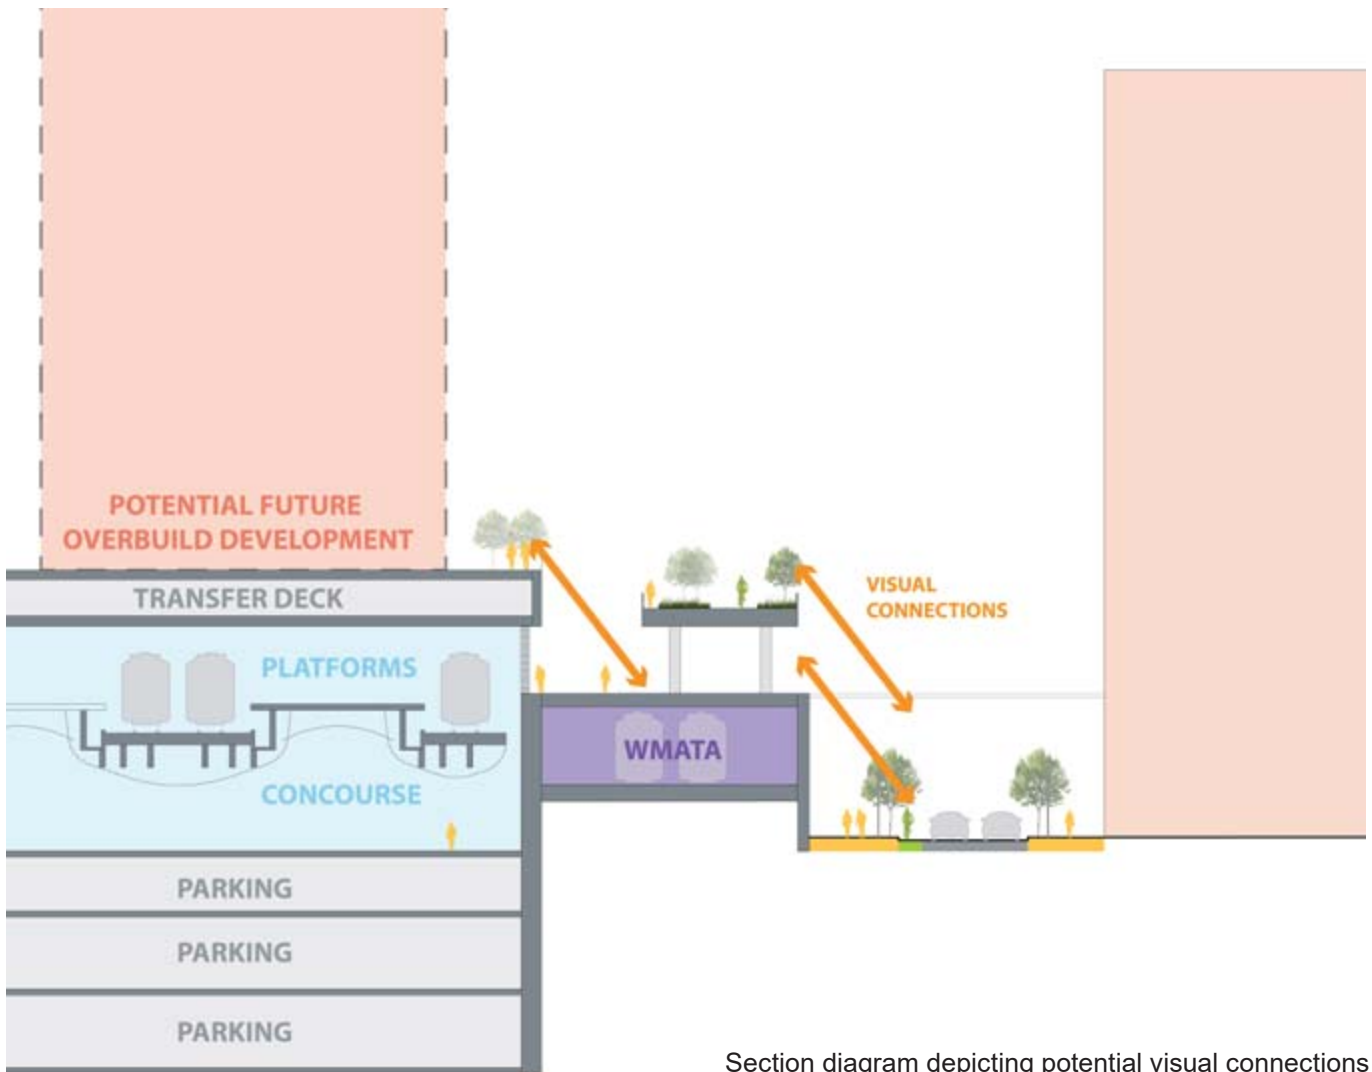 POTENTIAL FUTURE
OVERBUILD DEVELOPMENT
TRANSFER DECK
VISUAL
CONNECTIONS
PLATFORMS
WMATA
CONCOURSE
PARKING
PARKING
PARKING
Section diagram depicting potential visual connections